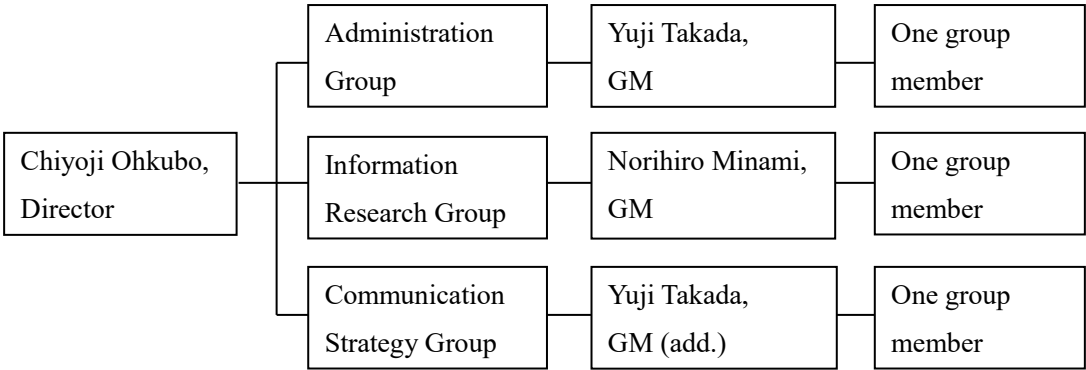 Chiyoji Ohkubo,
Director
Administration
Group
Yuji Takada,
GM
One group
member
Information
Research Group
Norihiro Minami,
GM
One group
member
Communication
Strategy Group
Yuji Takada,
GM (add.)
One group
member